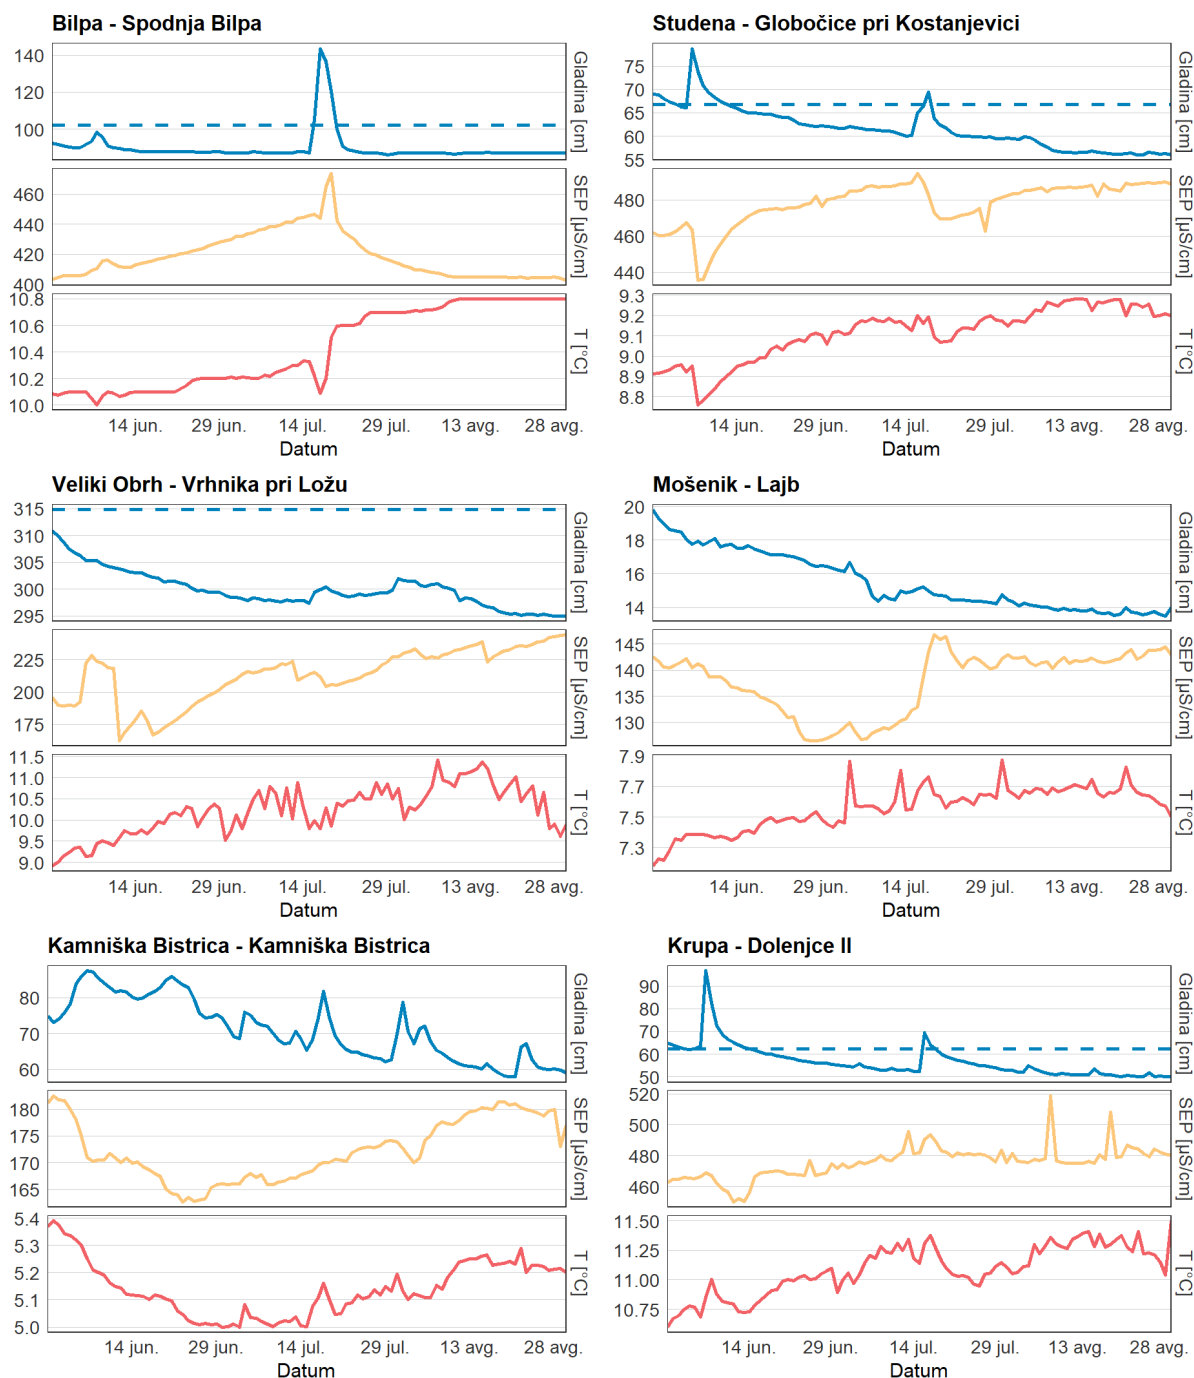 Bilpa - Spodnja Bilpa
140
120
100
Gladina [cm]
460
440
420
400
SEP [µS/cm]
10.8
10.6
10.4
10.2
10.0
T [°C]
14 jun. 29 jun. 14 jul. 29 jul. 13 avg. 28 avg.
Datum
Studena - Globočice pri Kostanjevici
75
70
65
60
55
Gladina [cm]
480
460
440
SEP [µS/cm]
9.3
9.2
9.1
9.0
8.9
8.8
T [°C]
14 jun. 29 jun. 14 jul. 29 jul. 13 avg. 28 avg.
Datum
Veliki Obrh - Vrhnika pri Ložu
315
310
305
300
295
Gladina [cm]
225
200
175
SEP [µS/cm]
11.5
11.0
10.5
10.0
9.5
9.0
T [°C]
14 jun. 29 jun. 14 jul. 29 jul. 13 avg. 28 avg.
Datum
Mošenik - Lajb
20
18
16
14
Gladina [cm]
145
140
135
130
SEP [µS/cm]
7.9
7.7
7.5
7.3
T [°C]
14 jun. 29 jun. 14 jul. 29 jul. 13 avg. 28 avg.
Datum
Kamniška Bistrica - Kamniška Bistrica
80
70
60
Gladina [cm]
180
175
170
165
SEP [µS/cm]
5.4
5.3
5.2
5.1
5.0
T [°C]
14 jun. 29 jun. 14 jul. 29 jul. 13 avg. 28 avg.
Datum
Krupa - Dolenjce II
90
80
70
60
50
Gladina [cm]
520
500
480
460
SEP [µS/cm]
11.50
11.25
11.00
10.75
T [°C]
14 jun. 29 jun. 14 jul. 29 jul. 13 avg. 28 avg.
Datum